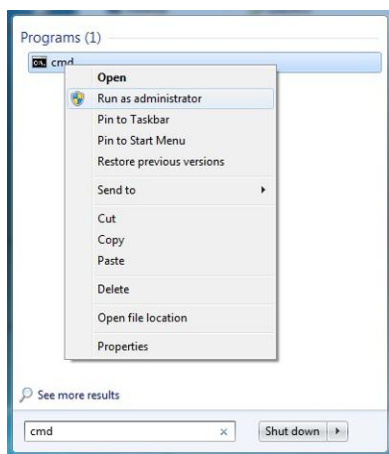 Programs (1)
cmd
Open
Run as administrator
Pin to Taskbar
Pin to Start Menu
Restore previous versions
Send to
Cut
Copy
Paste
Delete
Open file location
Properties
See more results
cmd
Shut down